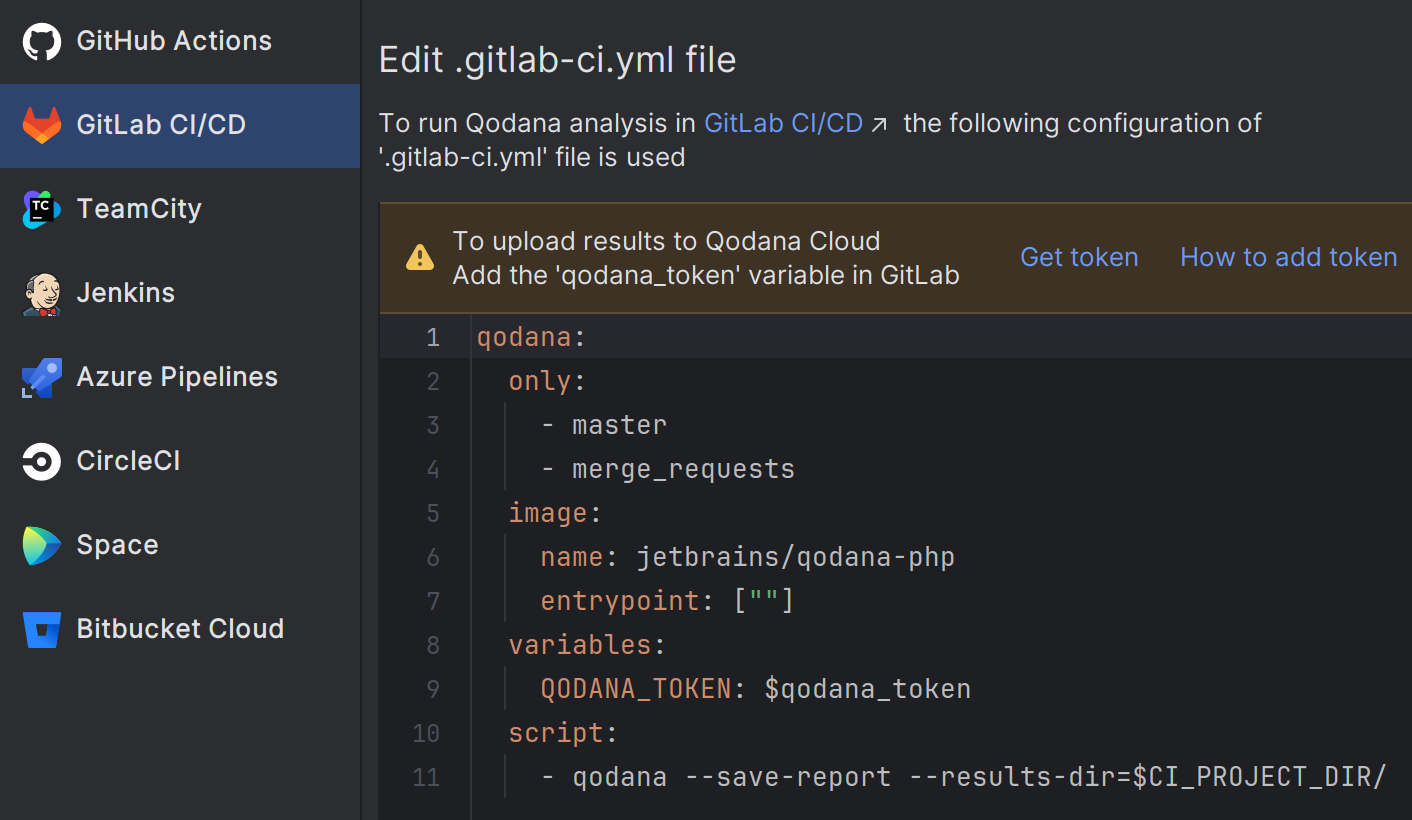 GitHub Actions
GitLab CI/CD
TC
TeamCity
Jenkins
Azure Pipelines
CircleCI
Space
Bitbucket Cloud
Edit .gitlab-ci.yml file
To run Qodana analysis in GitLab CI/CD ↗ the following configuration of
'.gitlab-ci.yml' file is used
To upload results to Qodana Cloud
Add the 'qodana_token' variable in GitLab
Get token
How to add token
1 qodana:
2 only:
3 - master
4 - merge_requests
5 image:
6 name: jetbrains/qodana-php
7 entrypoint: [""]
8 variables:
9 QODANA_TOKEN: $qodana_token
10 script:
11 - qodana --save-report --results-dir=$CI_PROJECT_DIR/